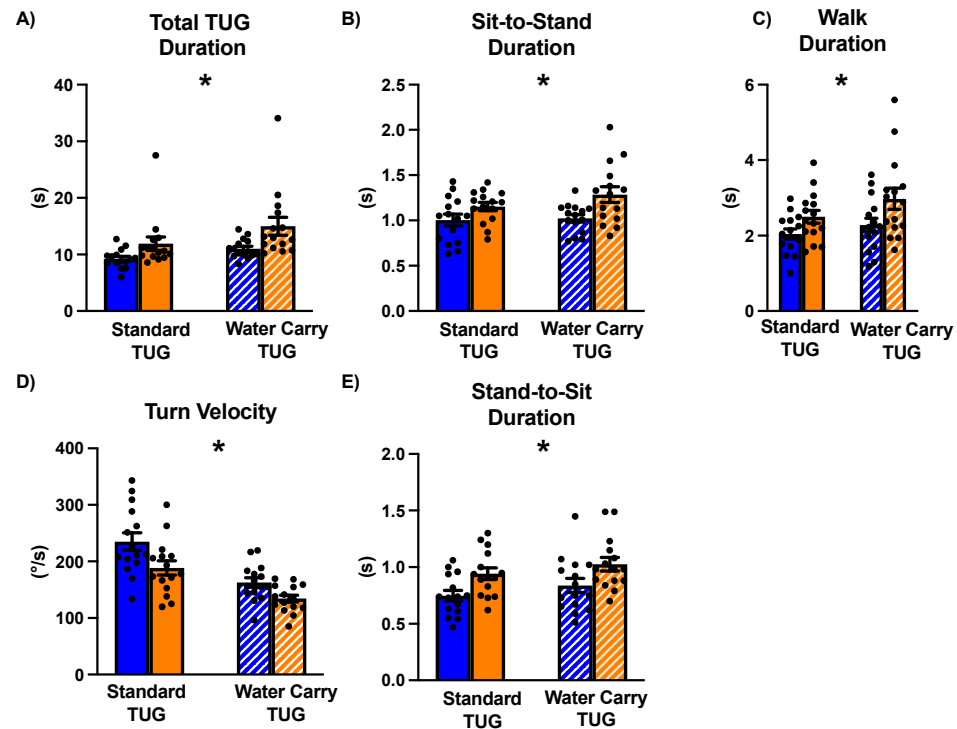 A)
Total TUG
Duration
*
40
30
20
10
0
(s)
Standard
TUG
Water Carry
TUG
B)
Sit-to-Stand
Duration
*
2.5
2.0
1.5
1.0
0.5
0.0
(s)
Standard
TUG
Water Carry
TUG
C)
Walk
Duration
*
6
4
2
0
(s)
Standard
TUG
Water Carry
TUG
D)
Turn Velocity
*
400
300
200
100
0
(°/s)
Standard
TUG
Water Carry
TUG
E)
Stand-to-Sit
Duration
*
2.0
1.5
1.0
0.5
0.0
(s)
Standard
TUG
Water Carry
TUG